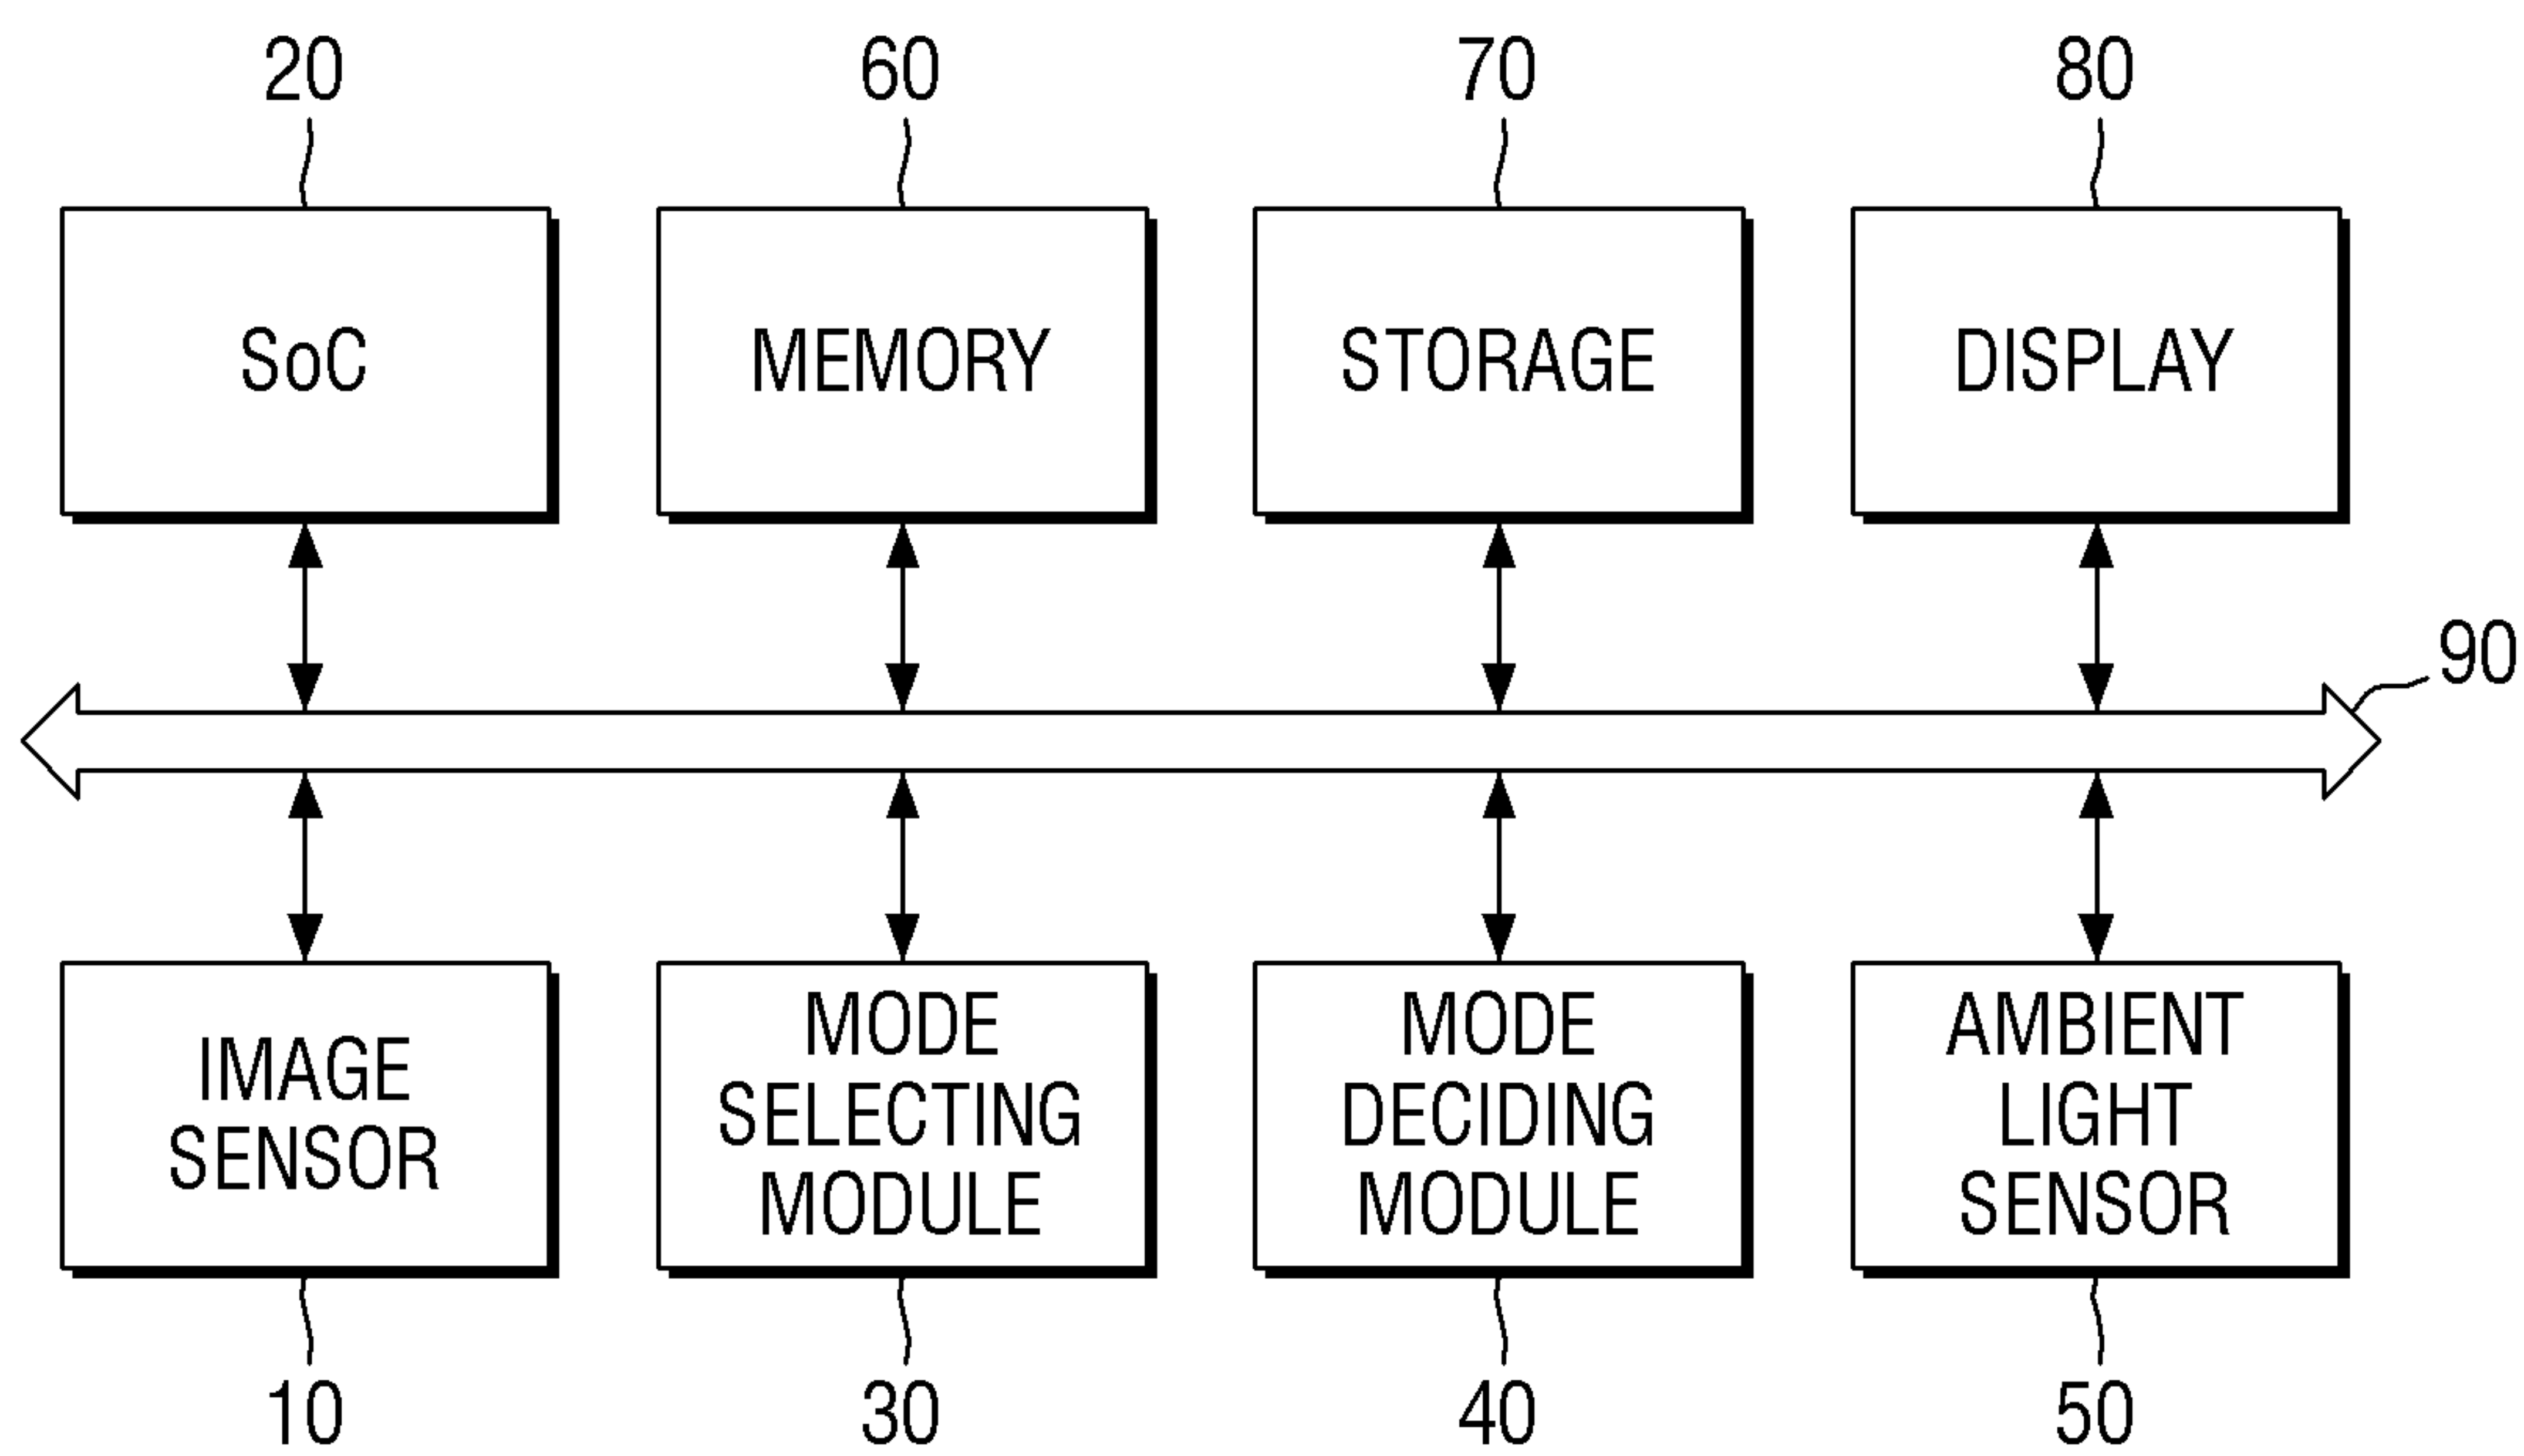 20
60
70
80
SoC
MEMORY
STORAGE
DISPLAY
90
IMAGE
SENSOR
MODE
SELECTING
MODULE
MODE
DECIDING
MODULE
AMBIENT
LIGHT
SENSOR
10
30
40
50